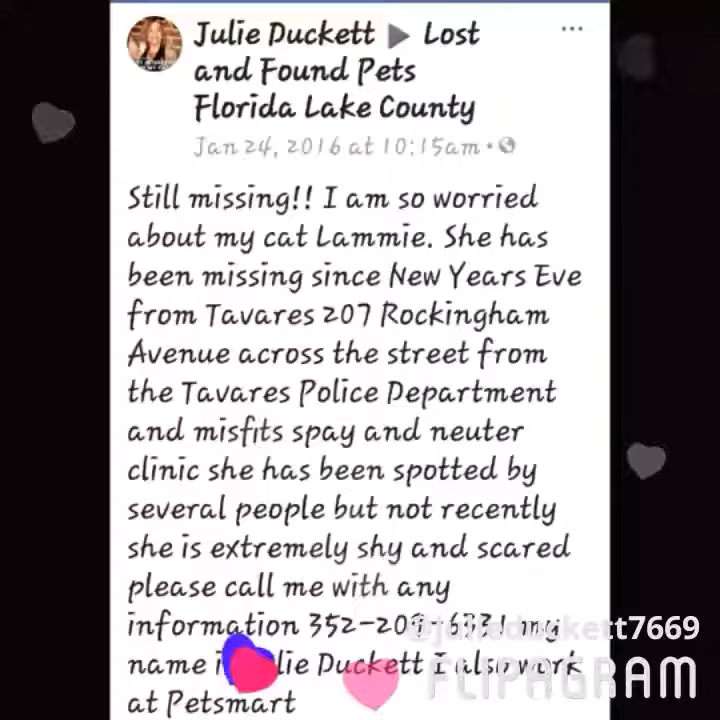 Julie Duckett ▶ Lost
and Found Pets
Florida Lake County
Jan 24, 2016 at 10:15am •
Still missing!! I am so worried
about my cat Lammie. She has
been missing since New Years Eve
from Tavares 207 Rockingham
Avenue across the street from
the Tavares Police Department
and misfits spay and neuter
clinic she has been spotted by
several people but not recently
she is extremely shy and scared
please call me with any
information my
name Duckett I also work
at Petsmart
FLIPAGRAM